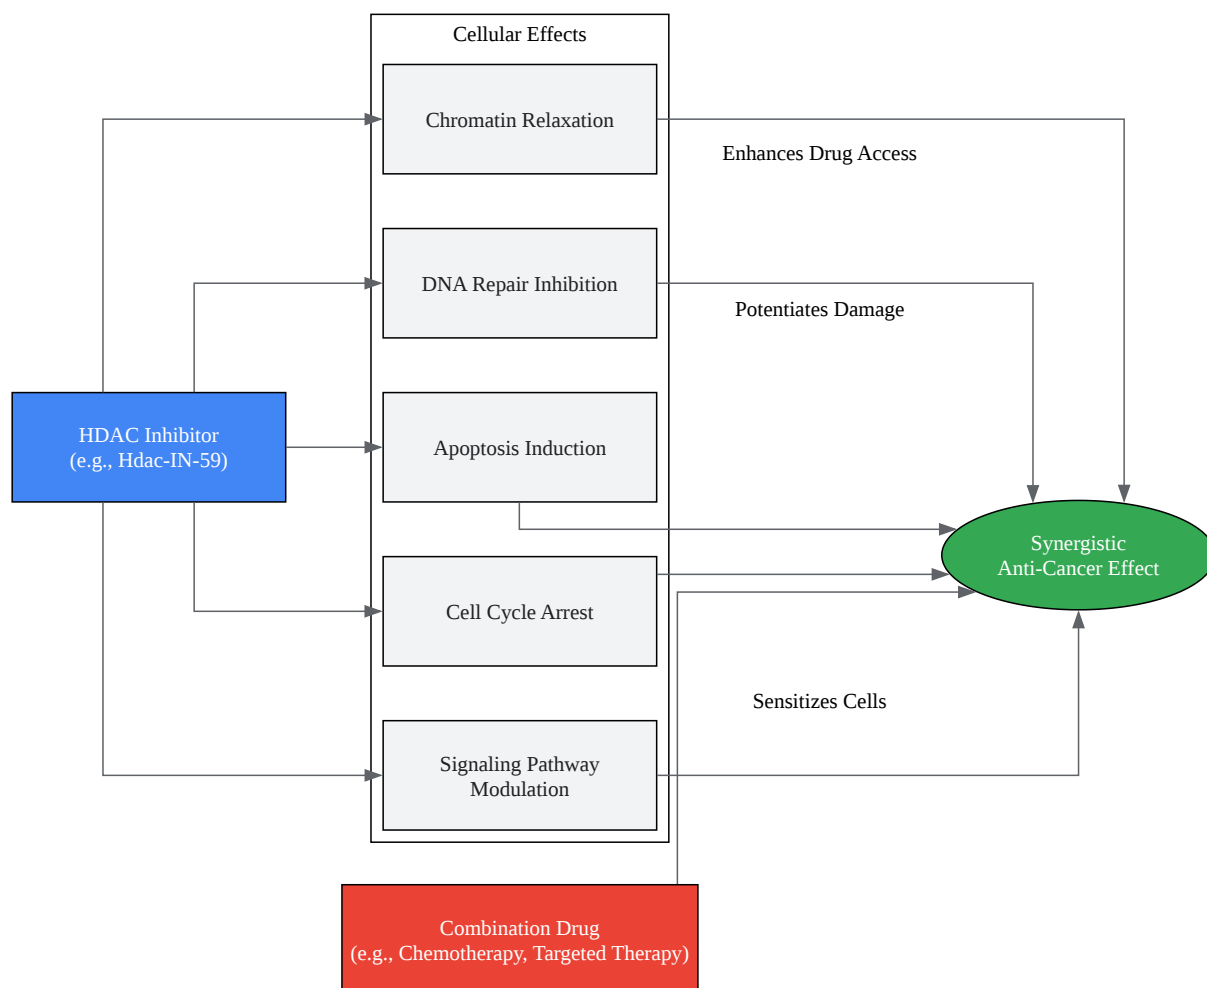 Cellular Effects
Chromatin Relaxation
Enhances Drug Access
DNA Repair Inhibition
Potentiates Damage
HDAC Inhibitor
(e.g., Hdac-IN-59)
Apoptosis Induction
Synergistic
Anti-Cancer Effect
Cell Cycle Arrest
Sensitizes Cells
Signaling Pathway
Modulation
Combination Drug
(e.g., Chemotherapy, Targeted Therapy)